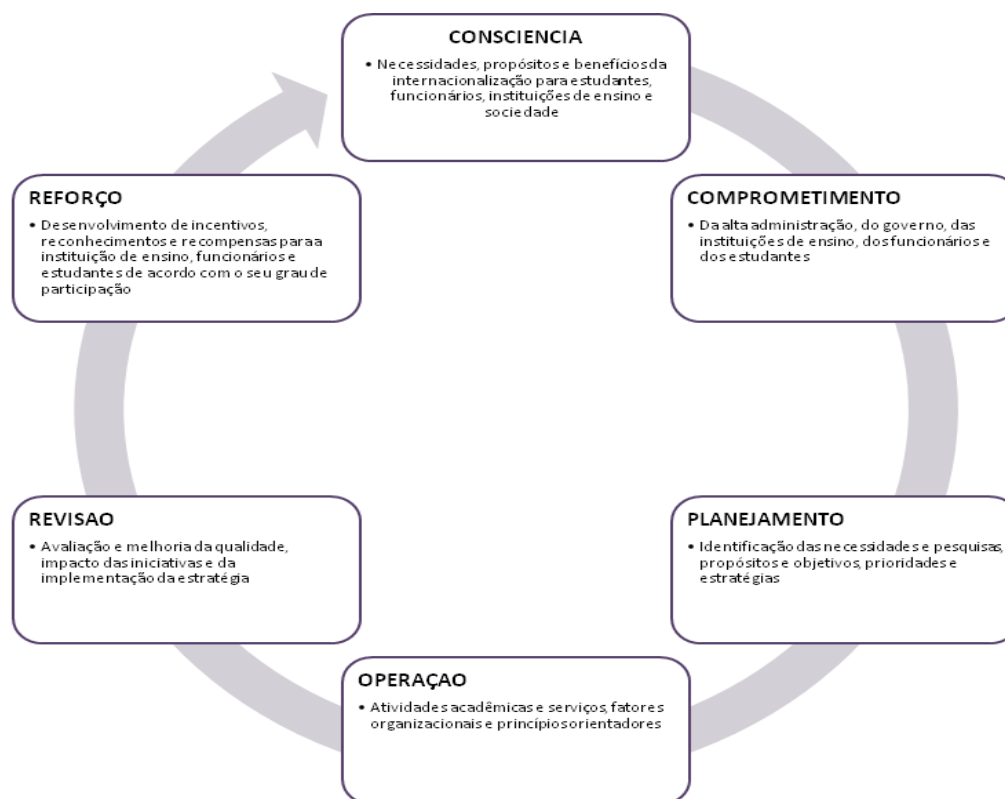 CONSCIENCIA
• Necessidades, propósitos e benefícios da
internacionalização para estudantes,
funcionários, instituições de ensino e
sociedade
COMPROMETIMENTO
• Da alta administração, do governo, das
instituições de ensino, dos funcionários e
dos estudantes
PLANEJAMENTO
• Identificação das necessidades e pesquisas,
propósitos e objetivos, prioridades e
estratégias
OPERAÇAO
• Atividades acadêmicas e serviços, fatores
organizacionais e princípios orientadores
REVISAO
• Avaliação e melhoria da qualidade,
impacto das iniciativas e da
implementação da estratégia
REFORÇO
• Desenvolvimento de incentivos,
reconhecimentos e recompensas para a
instituição de ensino, funcionários e
estudantes de acordo com o seu grau de
participação